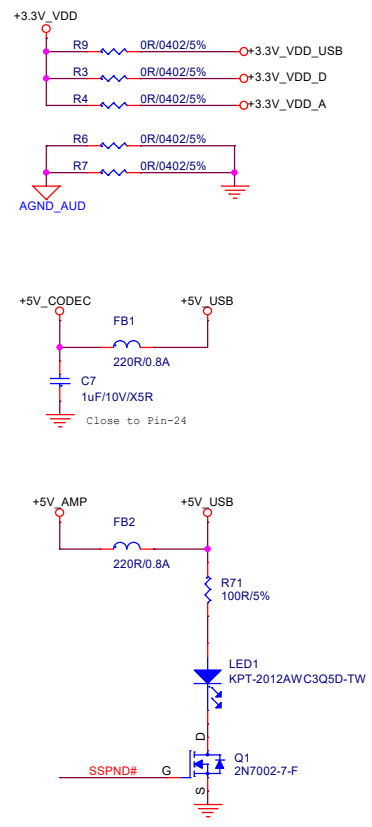 +3.3V_VDD
R9 0R/0402/5% +3.3V_VDD_USB
R3 0R/0402/5% +3.3V_VDD_D
R4 0R/0402/5% +3.3V_VDD_A
R6 0R/0402/5%
R7 0R/0402/5%
AGND_AUD
+5V_CODEC +5V_USB
FB1
220R/0.8A
C7
1uF/10V/X5R
Close to Pin-24
+5V_AMP +5V_USB
FB2
220R/0.8A
R71
100R/5%
LED1
KPT-2012AWC3Q5D-TW
D
Q1
SSPND# G 2N7002-7-F
S